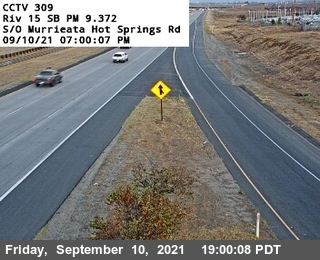 CCTV 309
Riv 15 SB PM 9.372
S/O Murrieata Hot Springs Rd
09/10/21 07:00:07 PM
Friday, September 10, 2021 19:00:08 PDT